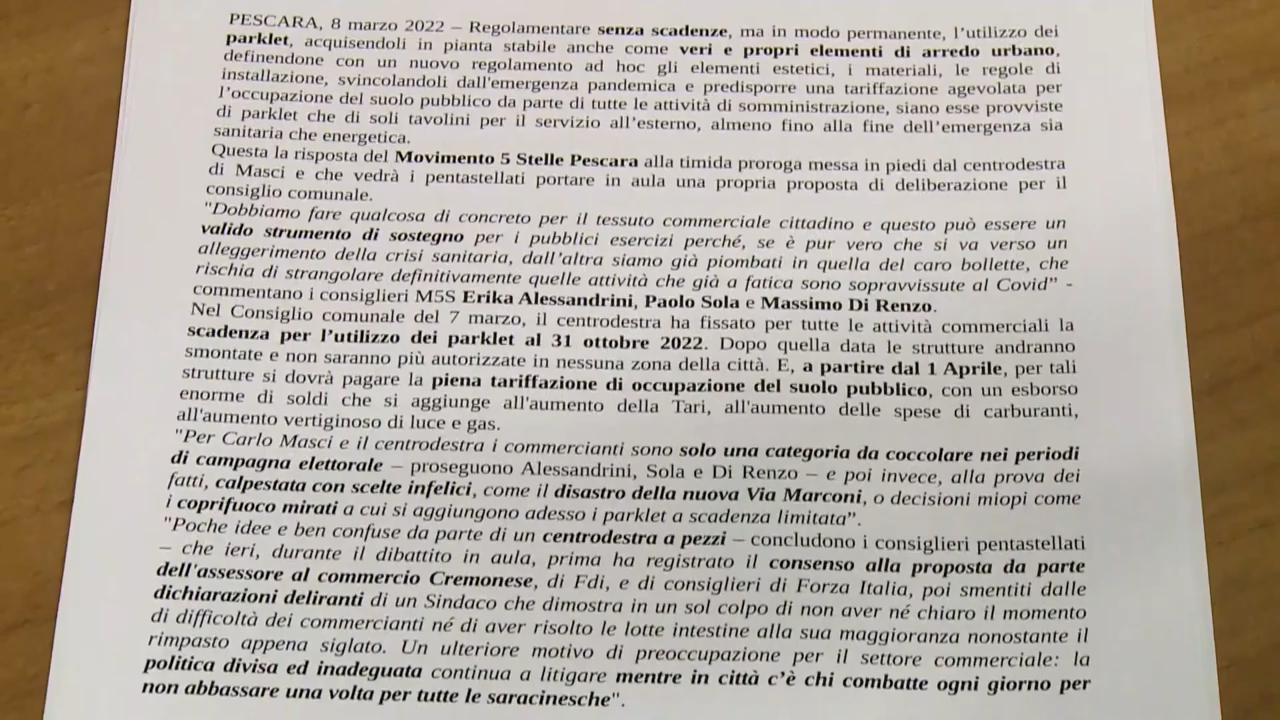 PESCARA, 8 marzo 2022 – Regolamentare senza scadenze, ma in modo permanente, l'utilizzo dei
parklet, acquisendoli in pianta stabile anche come veri e propri elementi di arredo urbano,
definendone con un nuovo regolamento ad hoc gli elementi estetici, i materiali, le regole di
installazione, svincolandoli dall'emergenza pandemica e predisporre una tariffazione agevolata per
l'occupazione del suolo pubblico da parte di tutte le attività di somministrazione, siano esse provviste
di parklet che di soli tavolini per il servizio all'esterno, almeno fino alla fine dell'emergenza sia
sanitaria che energetica.
Questa la risposta del Movimento 5 Stelle Pescara alla timida proroga messa in piedi dal centrodestra
di Masci e che vedrà i pentastellati portare in aula una propria proposta di deliberazione per il
consiglio comunale.
"Dobbiamo fare qualcosa di concreto per il tessuto commerciale cittadino e questo può essere un
valido strumento di sostegno per i pubblici esercizi perché, se è pur vero che si va verso un
alleggerimento della crisi sanitaria, dall'altra siamo già piombati in quella del caro bollette, che
rischia di strangolare definitivamente quelle attività che già a fatica sono sopravvissute al Covid" -
commentano i consiglieri M5S Erika Alessandrini, Paolo Sola e Massimo Di Renzo.
Nel Consiglio comunale del 7 marzo, il centrodestra ha fissato per tutte le attività commerciali la
scadenza per l'utilizzo dei parklet al 31 ottobre 2022. Dopo quella data le strutture andranno
smontate e non saranno più autorizzate in nessuna zona della città. E, a partire dal 1 Aprile, per tali
strutture si dovrà pagare la piena tariffazione di occupazione del suolo pubblico, con un esborso
enorme di soldi che si aggiunge all'aumento della Tari, all'aumento delle spese di carburanti,
all'aumento vertiginoso di luce e gas.
"Per Carlo Masci e il centrodestra i commercianti sono solo una categoria da coccolare nei periodi
di campagna elettorale – proseguono Alessandrini, Sola e Di Renzo – e poi invece, alla prova dei
fatti, calpestata con scelte infelici, come il disastro della nuova Via Marconi, o decisioni miopi come
i coprifuoco mirati a cui si aggiungono adesso i parklet a scadenza limitata".
"Poche idee e ben confuse da parte di un centrodestra a pezzi – concludono i consiglieri pentastellati
– che ieri, durante il dibattito in aula, prima ha registrato il consenso alla proposta da parte
dell'assessore al commercio Cremonese, di Fdi, e di consiglieri di Forza Italia, poi smentiti dalle
dichiarazioni deliranti di un Sindaco che dimostra in un sol colpo di non aver né chiaro il momento
di difficoltà dei commercianti né di aver risolto le lotte intestine alla sua maggioranza nonostante il
rimpasto appena siglato. Un ulteriore motivo di preoccupazione per il settore commerciale: la
politica divisa ed inadeguata continua a litigare mentre in città c'è chi combatte ogni giorno per
non abbassare una volta per tutte le saracinesche".